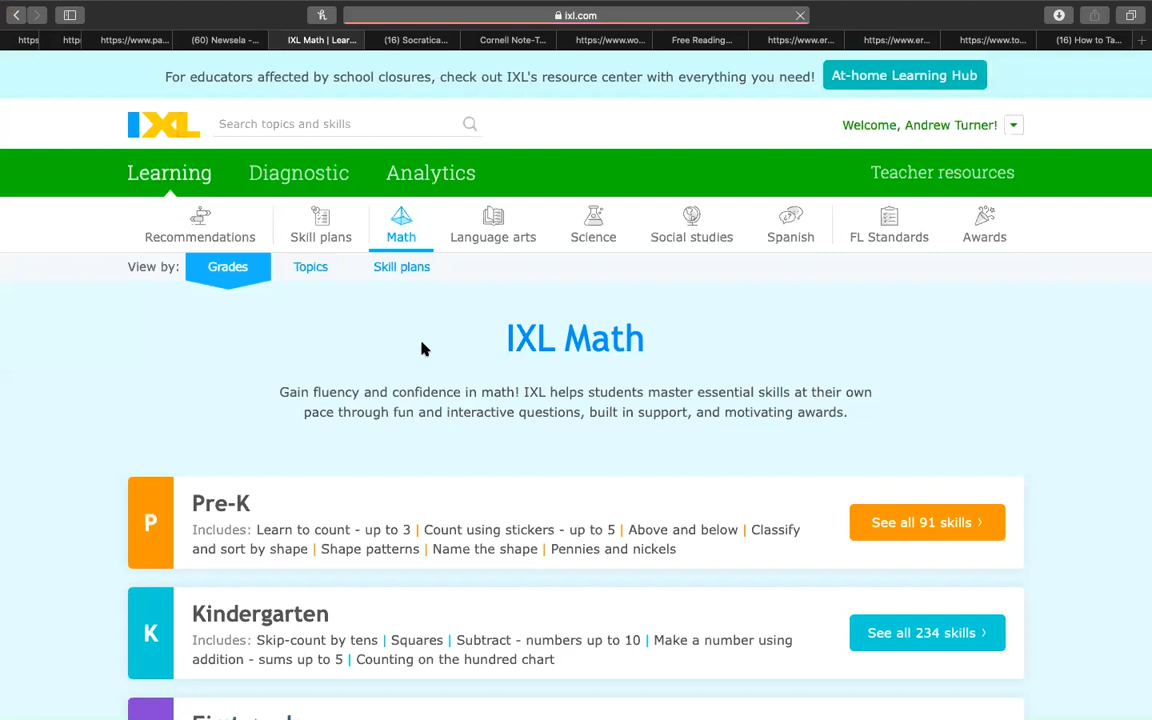 ixl.com
https
http
https://www.pa...
(60) Newsela -...
IXL Math | Lear...
(16) Socratica...
Cornell Note-T...
https://www.wo...
Free Reading...
https://www.er...
https://www.er...
https://www.to...
(16) How to Ta...
For educators affected by school closures, check out IXL's resource center with everything you need!
At-home Learning Hub
IXL
Search topics and skills
Welcome, Andrew Turner!
Learning
Diagnostic
Analytics
Teacher resources
Recommendations
Skill plans
Math
Language arts
Science
Social studies
Spanish
FL Standards
Awards
View by:
Grades
Topics
Skill plans
IXL Math
Gain fluency and confidence in math! IXL helps students master essential skills at their own
pace through fun and interactive questions, built in support, and motivating awards.
P
Pre-K
Includes: Learn to count - up to 3 | Count using stickers - up to 5 | Above and below | Classify
and sort by shape | Shape patterns | Name the shape | Pennies and nickels
See all 91 skills ›
K
Kindergarten
Includes: Skip-count by tens | Squares | Subtract - numbers up to 10 | Make a number using
addition - sums up to 5 | Counting on the hundred chart
See all 234 skills ›